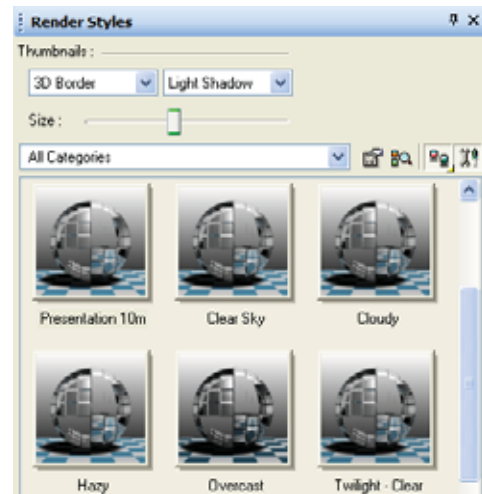 Render Styles
Thumbnails :
3D Border Light Shadow
Size :
All Categories
Presentation 10m Clear Sky Cloudy
Hazy Overcast Twilight - Clear